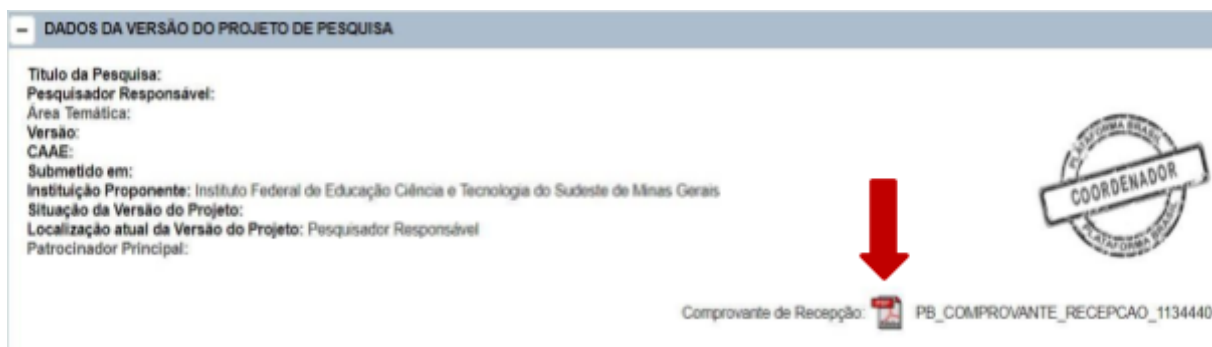 DADOS DA VERSÃO DO PROJETO DE PESQUISA
Título da Pesquisa:
Pesquisador Responsável:
Área Temática:
Versão:
CAAE:
Submetido em:
Instituição Proponente: Instituto Federal de Educação Ciência e Tecnologia do Sudeste de Minas Gerais
Situação da Versão do Projeto:
Localização atual da Versão do Projeto: Pesquisador Responsável
Patrocinador Principal:
PLATAFORMA BRASIL
COORDENADOR
PLATAFORMA BRASIL
Comprovante de Recepção: PDF PB_COMPROVANTE_RECEPCAO_1134440